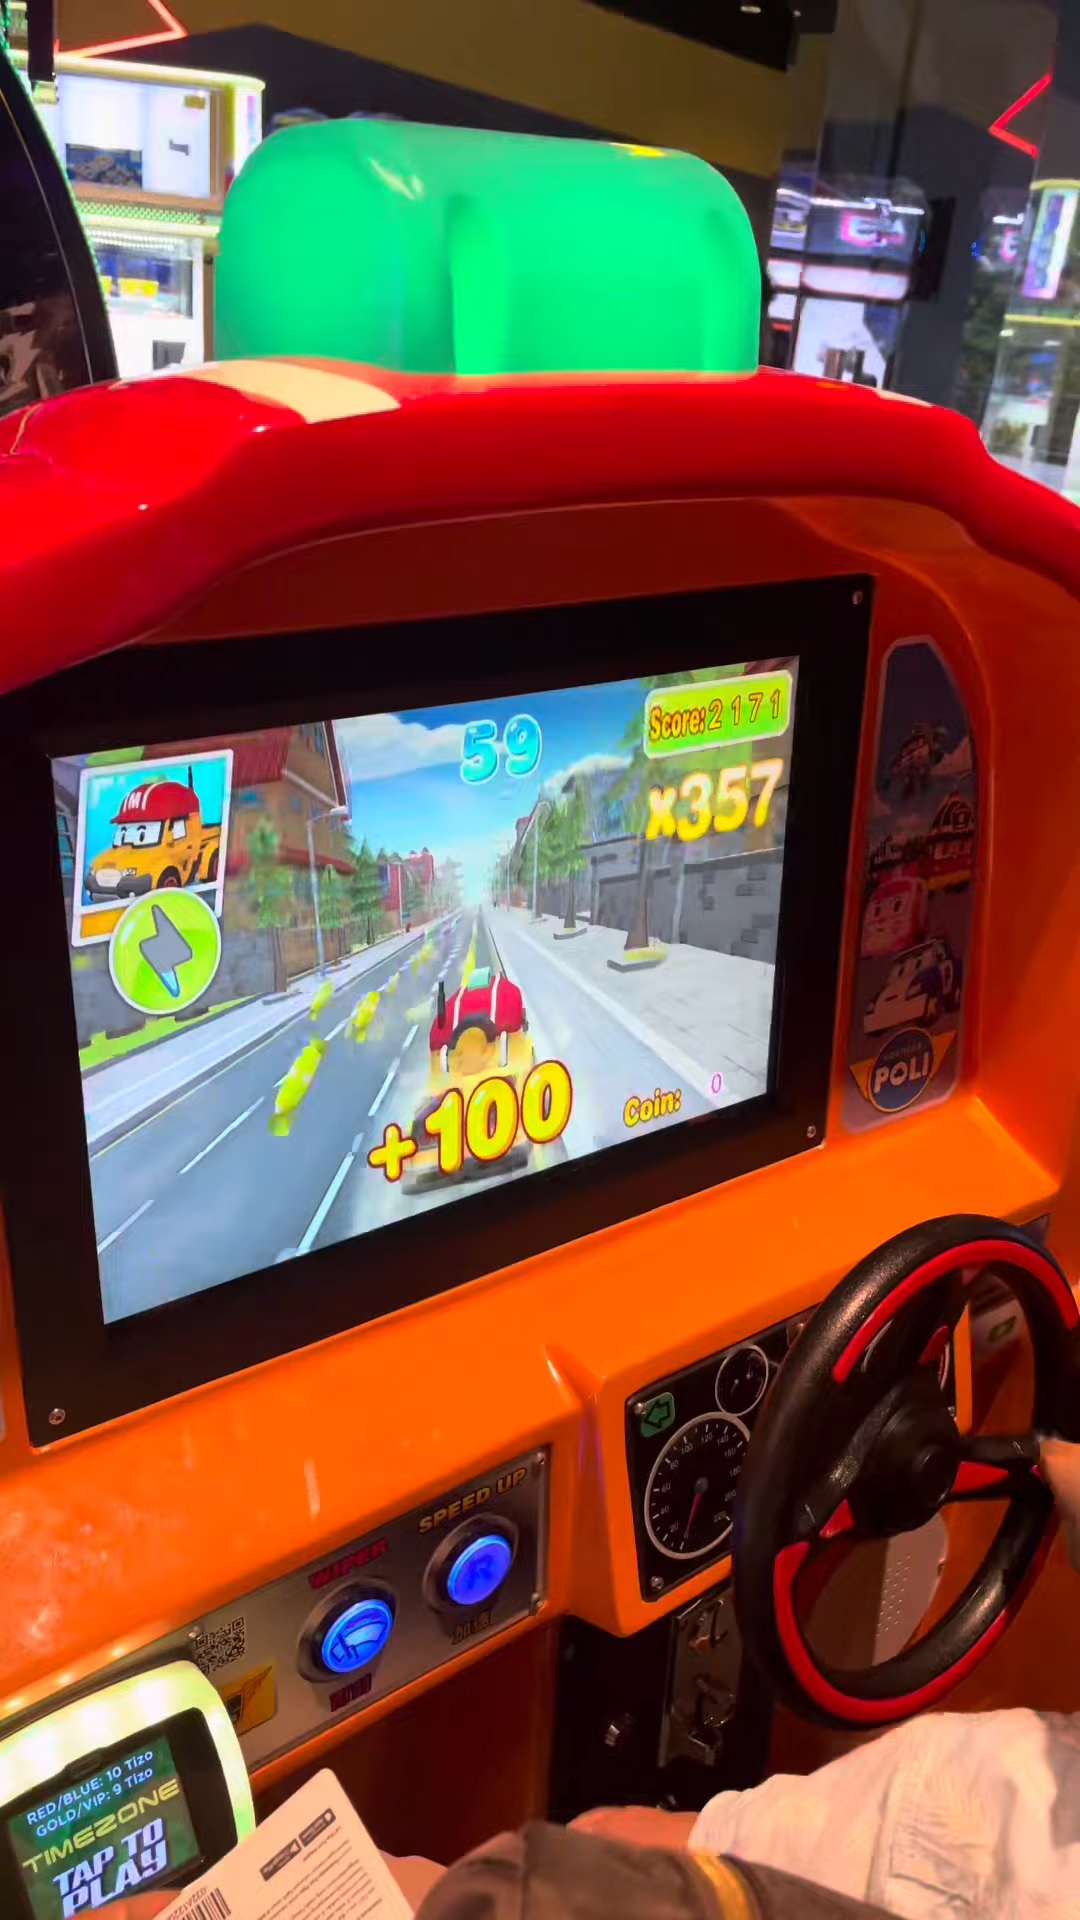 59
Score: 2171
x357
M
+100
Coin: 0
POLI
SPEED UP
WIPER
R
RED/BLUE: 10 Tizo
GOLD/VIP: 9 Tizo
TIMEZONE
TAP TO
PLAY